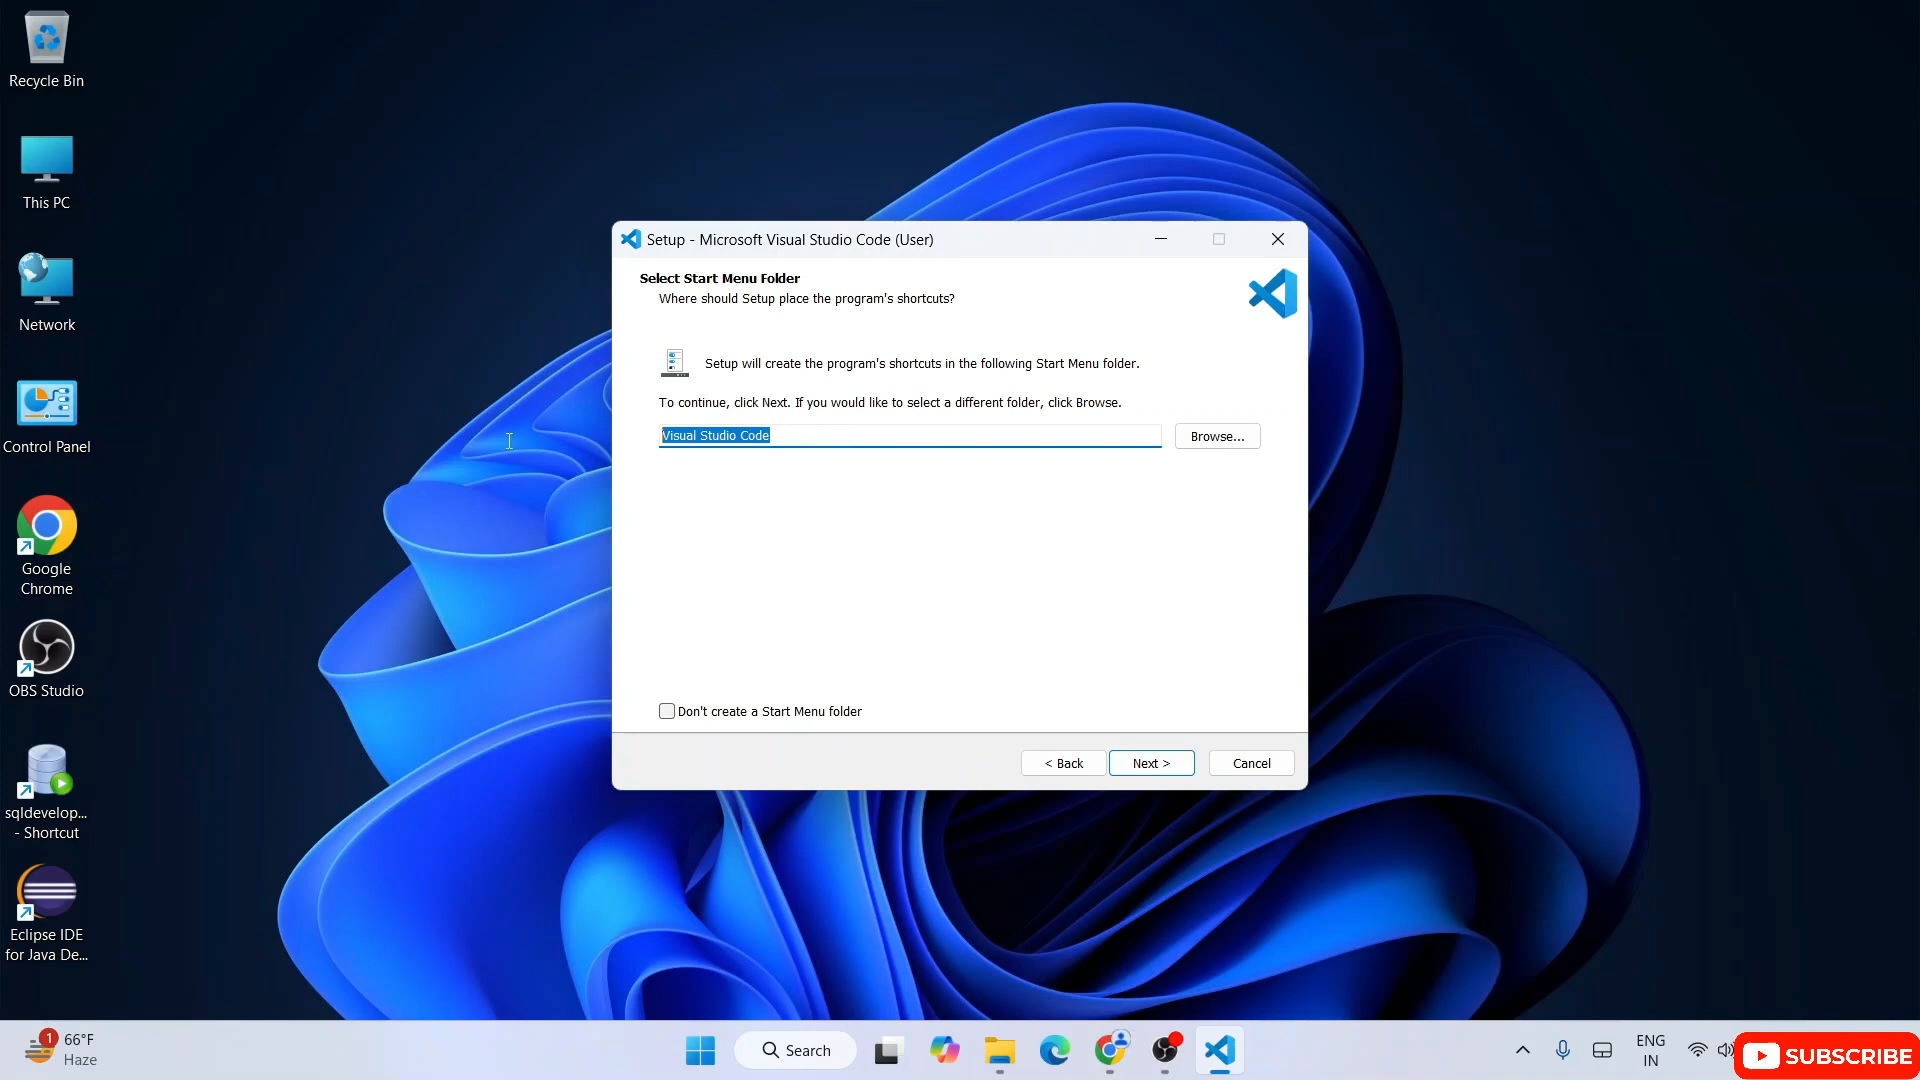 Recycle Bin
This PC
Network
Control Panel
Google
Chrome
OBS Studio
sqldevelop...
- Shortcut
Eclipse IDE
for Java De...
Setup - Microsoft Visual Studio Code (User)
Select Start Menu Folder
Where should Setup place the program's shortcuts?
Setup will create the program's shortcuts in the following Start Menu folder.
To continue, click Next. If you would like to select a different folder, click Browse.
Visual Studio Code
Browse...
Don't create a Start Menu folder
< Back
Next >
Cancel
1
66°F
Haze
Search
ENG
IN
SUBSCRIBE